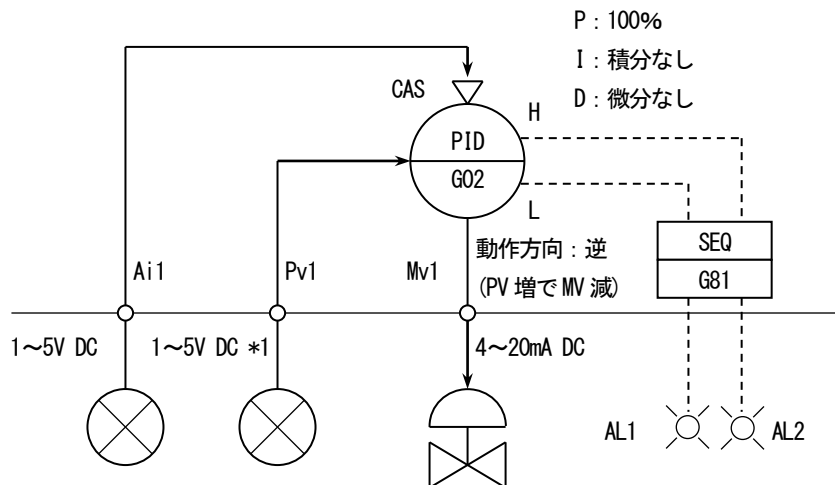 P：100%
I：積分なし
D：微分なし
CAS
H
PID
G02
L
SEQ
G81
Ai1
Pv1
Mv1
動作方向：逆
(PV 増で MV 減)
1～5V DC
1～5V DC *1
4～20mA DC
AL1
AL2